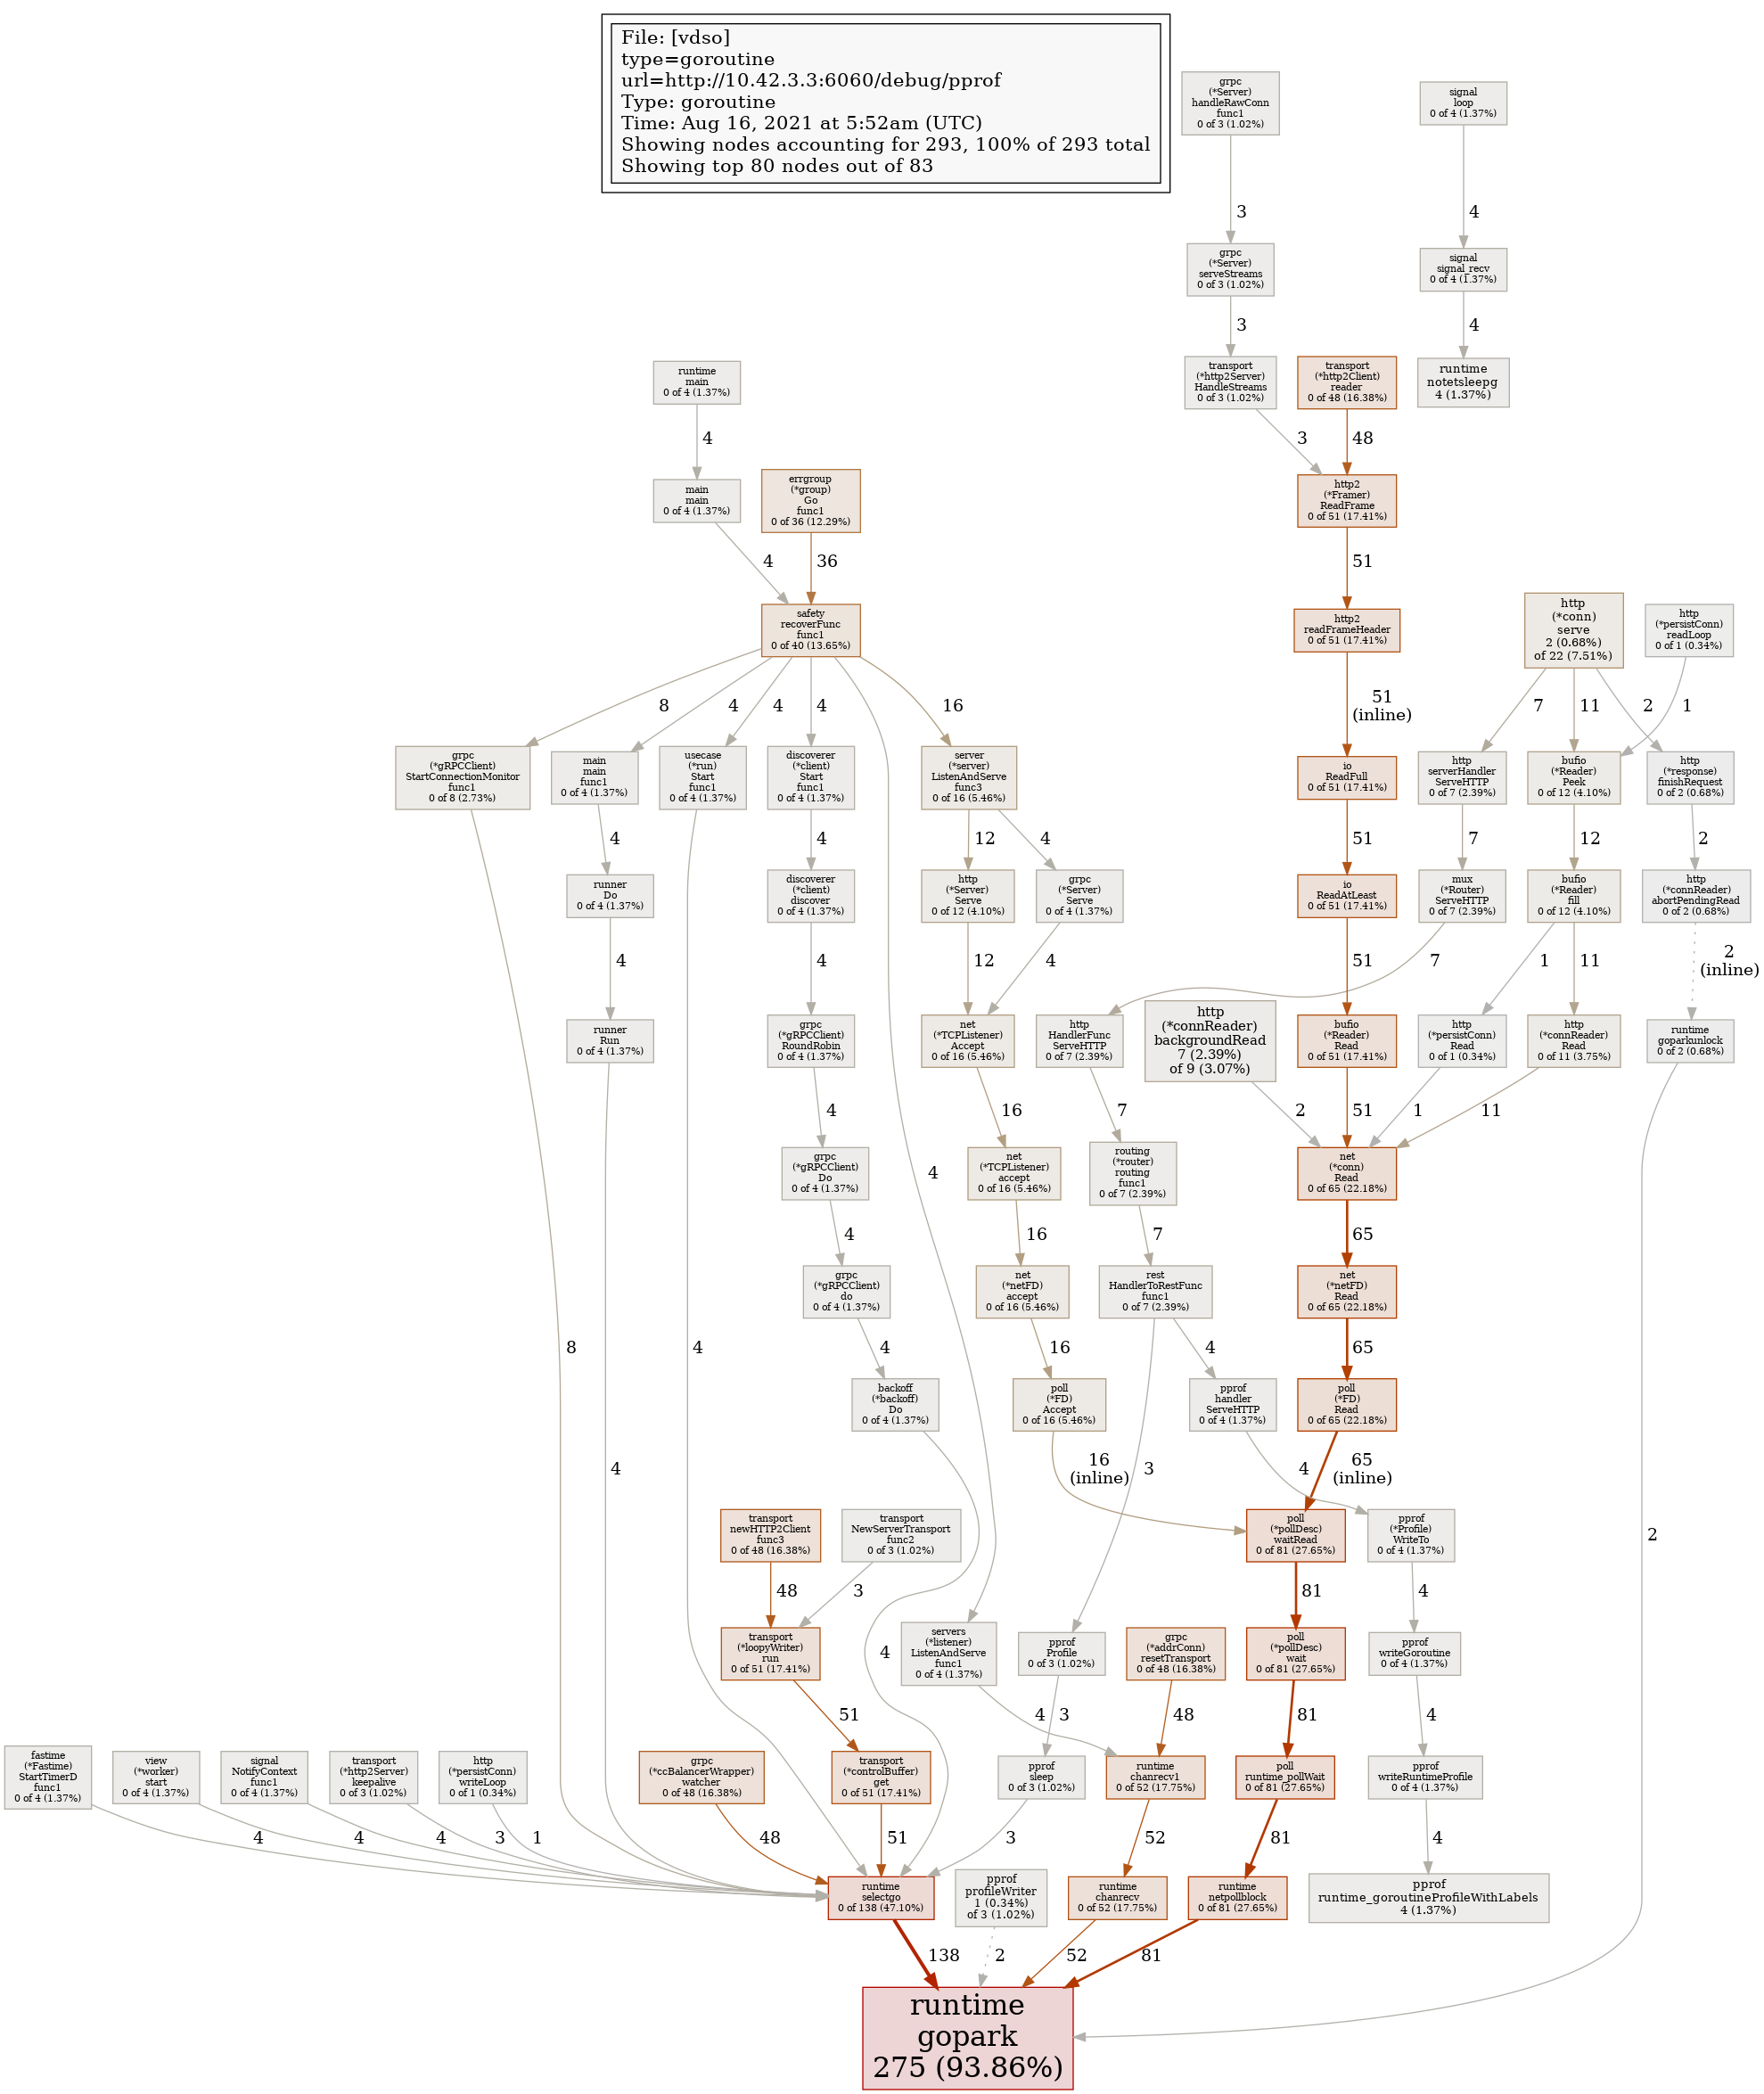 File: [vdso]
type=goroutine
url=http://10.42.3.3:6060/debug/pprof
Type: goroutine
Time: Aug 16, 2021 at 5:52am (UTC)
Showing nodes accounting for 293, 100% of 293 total
Showing top 80 nodes out of 83
grpc
(*Server)
handleRawConn
func1
0 of 3 (1.02%)
signal
loop
0 of 4 (1.37%)
3
4
grpc
(*Server)
serveStreams
0 of 3 (1.02%)
signal
signal_recv
0 of 4 (1.37%)
3
4
runtime
main
0 of 4 (1.37%)
transport
(*http2Server)
HandleStreams
0 of 3 (1.02%)
transport
(*http2Client)
reader
0 of 48 (16.38%)
runtime
notetsleepg
4 (1.37%)
4
3
48
main
main
0 of 4 (1.37%)
errgroup
(*group)
Go
func1
0 of 36 (12.29%)
http2
(*Framer)
ReadFrame
0 of 51 (17.41%)
4
36
51
safety
recoverFunc
func1
0 of 40 (13.65%)
http2
readFrameHeader
0 of 51 (17.41%)
http
(*conn)
serve
2 (0.68%)
of 22 (7.51%)
http
(*persistConn)
readLoop
0 of 1 (0.34%)
8
4
4
4
16
51
(inline)
7
11
2
1
grpc
(*gRPCClient)
StartConnectionMonitor
func1
0 of 8 (2.73%)
main
main
func1
0 of 4 (1.37%)
usecase
(*run)
Start
func1
0 of 4 (1.37%)
discoverer
(*client)
Start
func1
0 of 4 (1.37%)
server
(*server)
ListenAndServe
func3
0 of 16 (5.46%)
io
ReadFull
0 of 51 (17.41%)
http
serverHandler
ServeHTTP
0 of 7 (2.39%)
bufio
(*Reader)
Peek
0 of 12 (4.10%)
http
(*response)
finishRequest
0 of 2 (0.68%)
4
4
12
4
51
7
12
2
runner
Do
0 of 4 (1.37%)
discoverer
(*client)
discover
0 of 4 (1.37%)
http
(*Server)
Serve
0 of 12 (4.10%)
grpc
(*Server)
Serve
0 of 4 (1.37%)
io
ReadAtLeast
0 of 51 (17.41%)
mux
(*Router)
ServeHTTP
0 of 7 (2.39%)
bufio
(*Reader)
fill
0 of 12 (4.10%)
http
(*connReader)
abortPendingRead
0 of 2 (0.68%)
4
4
12
4
51
7
1
11
2
(inline)
runner
Run
0 of 4 (1.37%)
grpc
(*gRPCClient)
RoundRobin
0 of 4 (1.37%)
net
(*TCPListener)
Accept
0 of 16 (5.46%)
http
HandlerFunc
ServeHTTP
0 of 7 (2.39%)
http
(*connReader)
backgroundRead
7 (2.39%)
of 9 (3.07%)
bufio
(*Reader)
Read
0 of 51 (17.41%)
http
(*persistConn)
Read
0 of 1 (0.34%)
http
(*connReader)
Read
0 of 11 (3.75%)
runtime
goparkunlock
0 of 2 (0.68%)
4
16
7
2
51
1
11
grpc
(*gRPCClient)
Do
0 of 4 (1.37%)
4
net
(*TCPListener)
accept
0 of 16 (5.46%)
routing
(*router)
routing
func1
0 of 7 (2.39%)
net
(*conn)
Read
0 of 65 (22.18%)
4
16
7
65
grpc
(*gRPCClient)
do
0 of 4 (1.37%)
net
(*netFD)
accept
0 of 16 (5.46%)
rest
HandlerToRestFunc
func1
0 of 7 (2.39%)
net
(*netFD)
Read
0 of 65 (22.18%)
8
4
4
16
4
65
backoff
(*backoff)
Do
0 of 4 (1.37%)
poll
(*FD)
Accept
0 of 16 (5.46%)
pprof
handler
ServeHTTP
0 of 4 (1.37%)
poll
(*FD)
Read
0 of 65 (22.18%)
4
16
(inline)
3
4
65
(inline)
transport
newHTTP2Client
func3
0 of 48 (16.38%)
transport
NewServerTransport
func2
0 of 3 (1.02%)
poll
(*pollDesc)
waitRead
0 of 81 (27.65%)
pprof
(*Profile)
WriteTo
0 of 4 (1.37%)
2
48
3
81
4
transport
(*loopyWriter)
run
0 of 51 (17.41%)
4
servers
(*listener)
ListenAndServe
func1
0 of 4 (1.37%)
pprof
Profile
0 of 3 (1.02%)
grpc
(*addrConn)
resetTransport
0 of 48 (16.38%)
poll
(*pollDesc)
wait
0 of 81 (27.65%)
pprof
writeGoroutine
0 of 4 (1.37%)
51
4
3
48
81
4
fastime
(*Fastime)
StartTimerD
func1
0 of 4 (1.37%)
view
(*worker)
start
0 of 4 (1.37%)
signal
NotifyContext
func1
0 of 4 (1.37%)
transport
(*http2Server)
keepalive
0 of 3 (1.02%)
http
(*persistConn)
writeLoop
0 of 1 (0.34%)
grpc
(*ccBalancerWrapper)
watcher
0 of 48 (16.38%)
transport
(*controlBuffer)
get
0 of 51 (17.41%)
pprof
sleep
0 of 3 (1.02%)
runtime
chanrecv1
0 of 52 (17.75%)
poll
runtime_pollWait
0 of 81 (27.65%)
pprof
writeRuntimeProfile
0 of 4 (1.37%)
4
4
4
3
1
48
51
3
52
81
4
runtime
selectgo
0 of 138 (47.10%)
pprof
profileWriter
1 (0.34%)
of 3 (1.02%)
runtime
chanrecv
0 of 52 (17.75%)
runtime
netpollblock
0 of 81 (27.65%)
pprof
runtime_goroutineProfileWithLabels
4 (1.37%)
138
2
52
81
runtime
gopark
275 (93.86%)